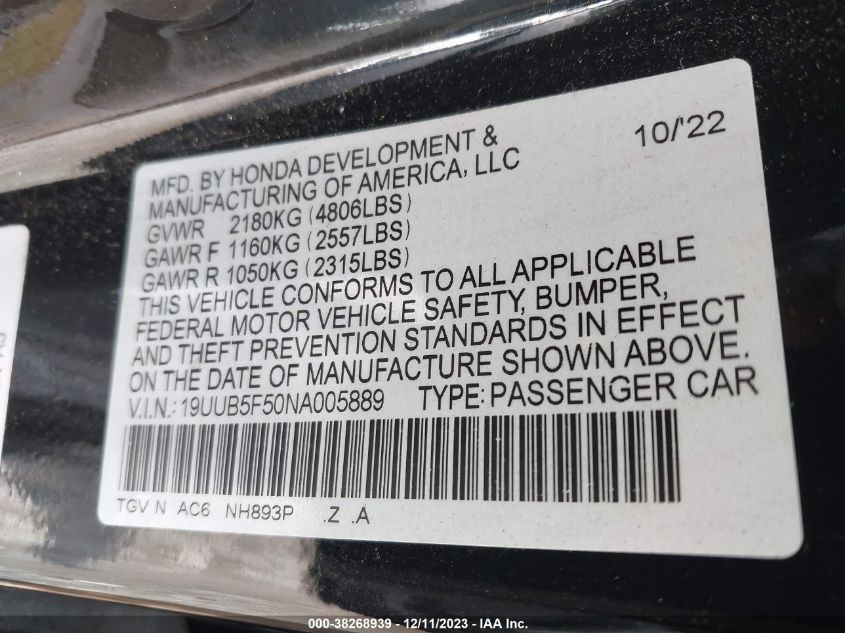 10/'22
MFD. BY HONDA DEVELOPMENT &
MANUFACTURING OF AMERICA, LLC
GVWR 2180KG (4806LBS)
GAWR F 1160KG (2557LBS)
GAWR R 1050KG (2315LBS)
THIS VEHICLE CONFORMS TO ALL APPLICABLE
FEDERAL MOTOR VEHICLE SAFETY, BUMPER,
AND THEFT PREVENTION STANDARDS IN EFFECT
ON THE DATE OF MANUFACTURE SHOWN ABOVE.
V.I.N.: 19UUB5F50NA005889 TYPE: PASSENGER CAR
TGV N AC6 NH893P .Z .A
000-38268939 - 12/11/2023 - IAA Inc.